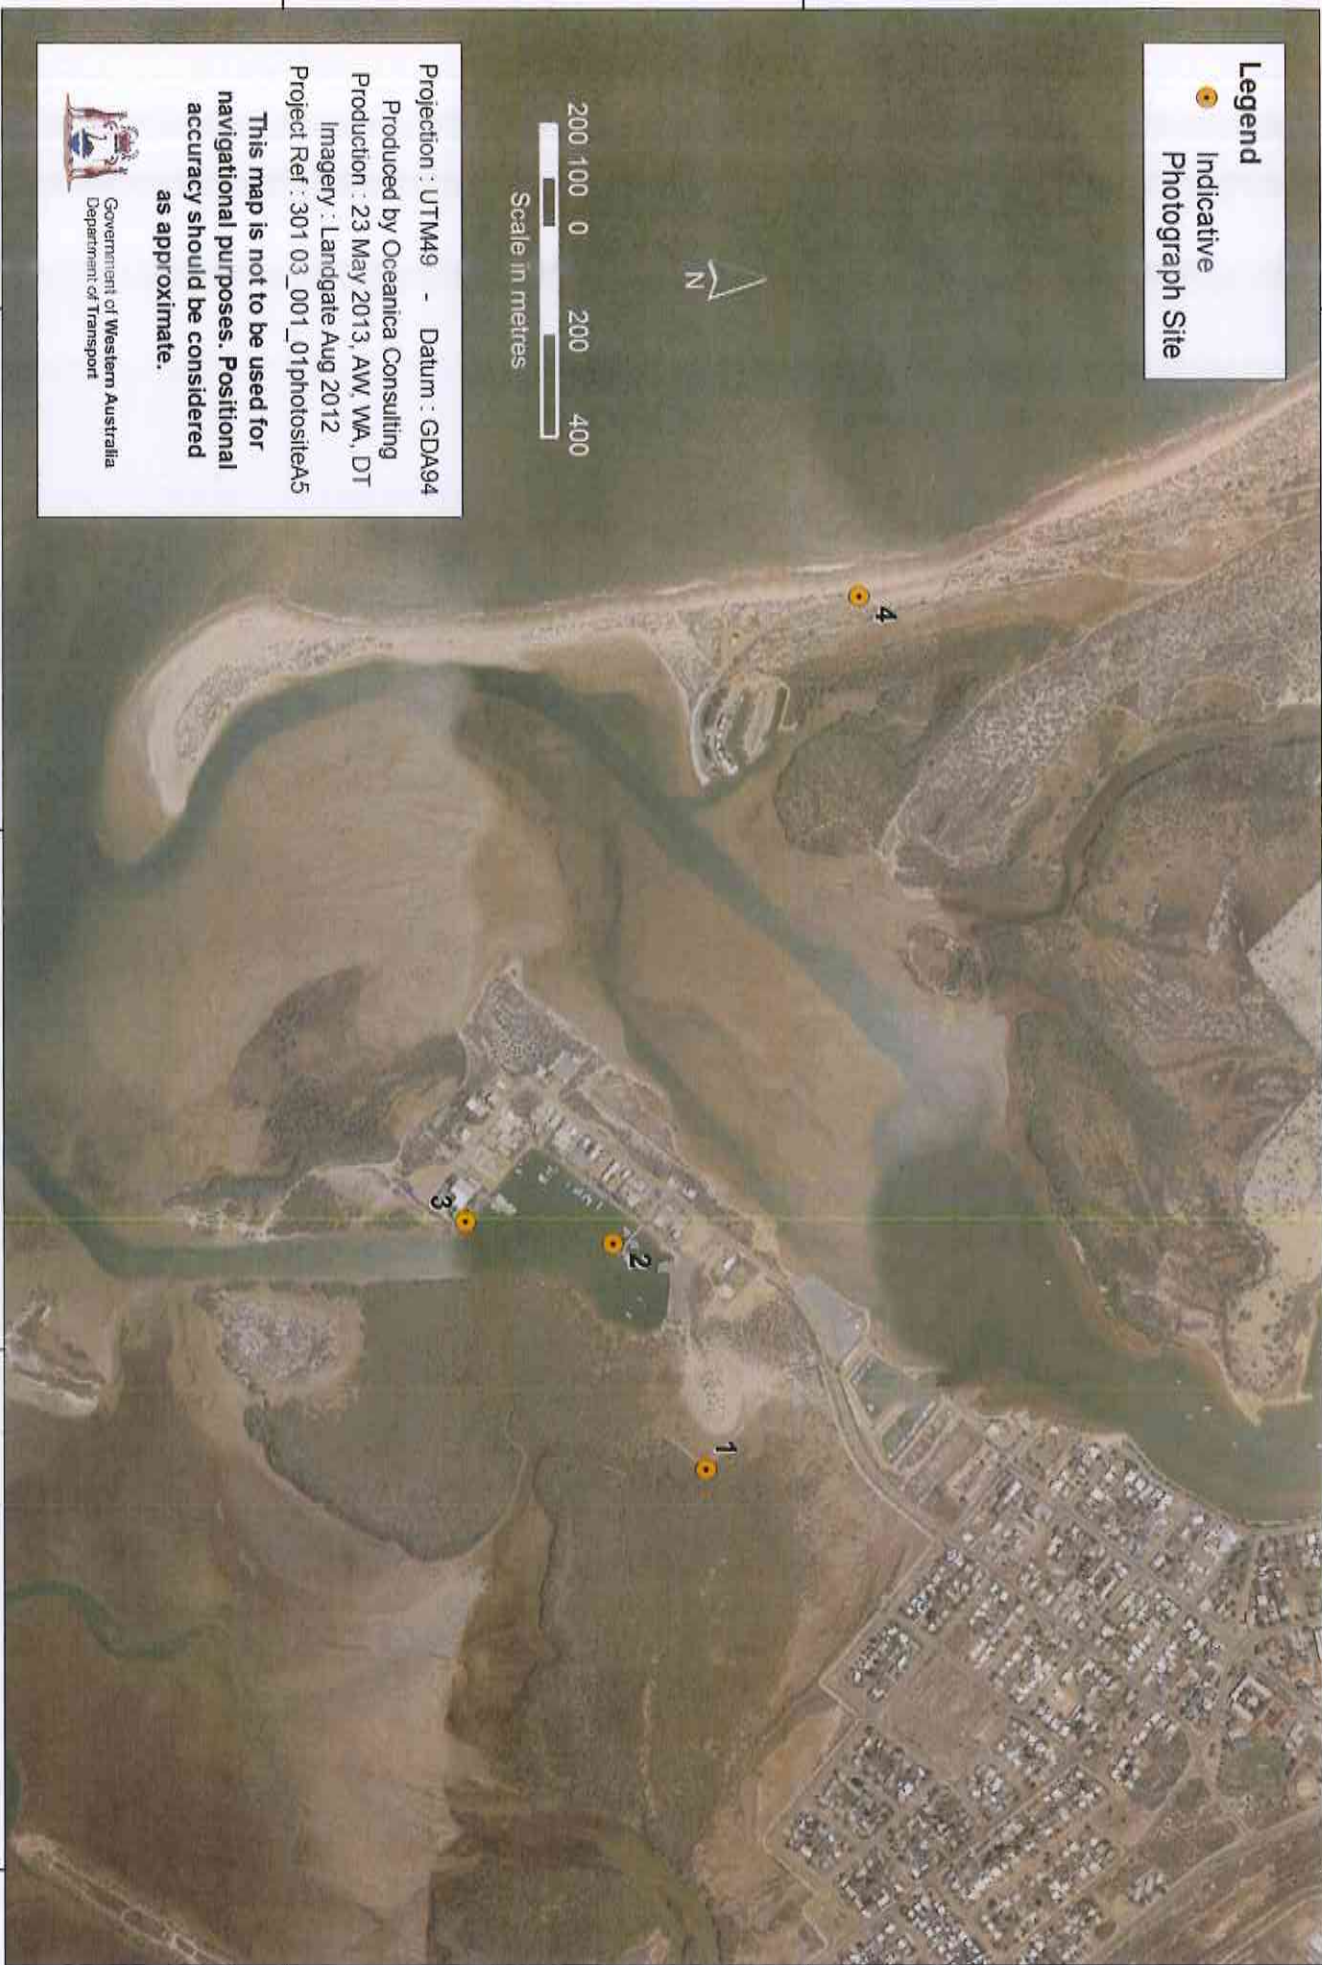 Legend
Indicative
Photograph Site
4
N
200 100 0 200 400
Scale in metres
1
2
3
Projection : UTM49 - Datum : GDA94
Produced by Oceanica Consulting
Production : 23 May 2013, AW, WA, DT
Imagery : Landgate Aug 2012
Project Ref : 301 03_001_01photositeA5
This map is not to be used for
navigational purposes. Positional
accuracy should be considered
as approximate.
Government of Western Australia
Department of Transport